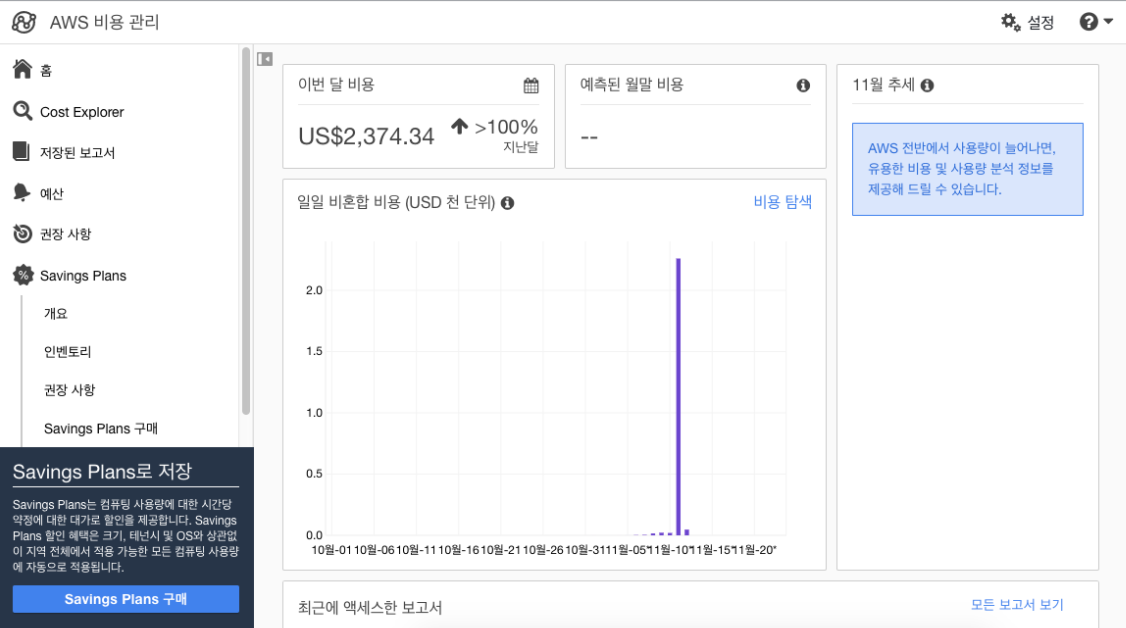 AWS 비용 관리
설정
홈
Cost Explorer
저장된 보고서
예산
권장 사항
Savings Plans
개요
인벤토리
권장 사항
Savings Plans 구매
Savings Plans로 저장
Savings Plans는 컴퓨팅 사용량에 대한 시간당
약정에 대한 대가로 할인을 제공합니다. Savings
Plans 할인 혜택은 크기, 테넌시 및 OS와 상관없
이 지역 전체에서 적용 가능한 모든 컴퓨팅 사용량
에 자동으로 적용됩니다.
Savings Plans 구매
이번 달 비용
US$2,374.34
>100%
지난달
예측된 월말 비용
--
11월 추세
AWS 전반에서 사용량이 늘어나면,
유용한 비용 및 사용량 분석 정보를
제공해 드릴 수 있습니다.
일일 비혼합 비용 (USD 천 단위)
비용 탐색
2.0
1.5
1.0
0.5
0.0
10월-01 10월-06 10월-11 10월-16 10월-21 10월-26 10월-31 11월-05* 11월-10* 11월-15* 11월-20*
최근에 액세스한 보고서
모든 보고서 보기